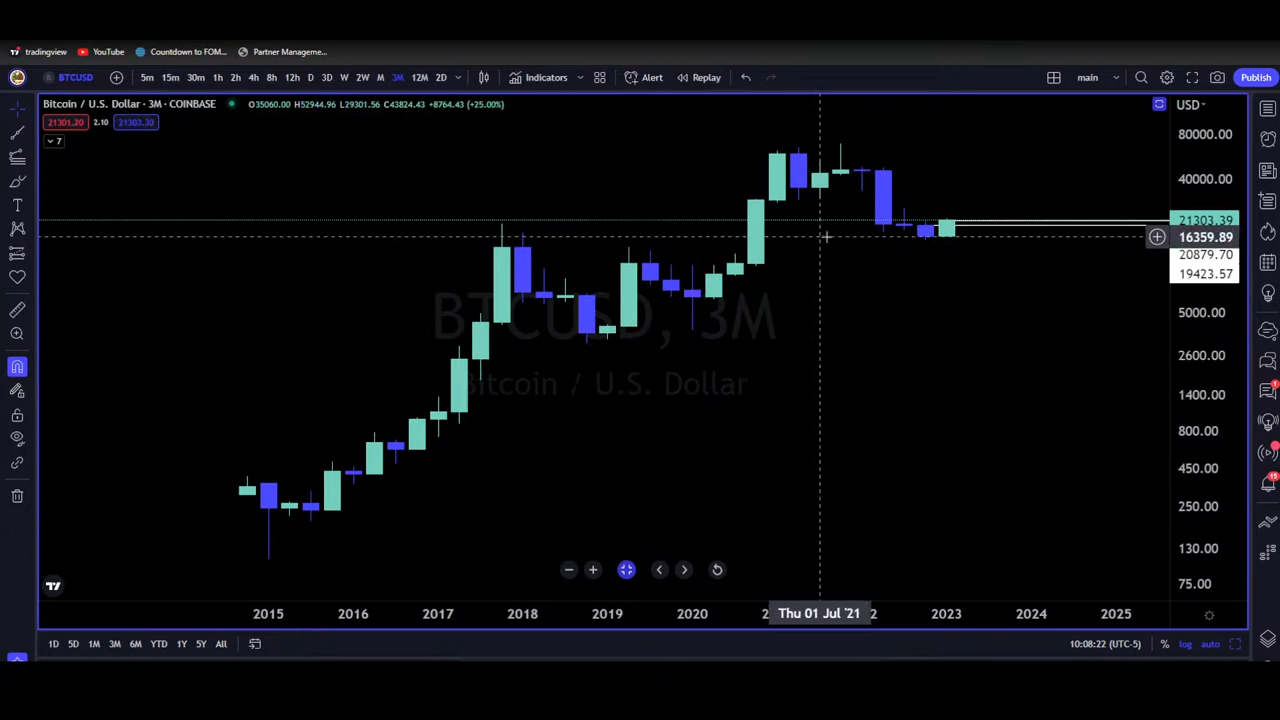 tradingview YouTube Countdown to FOM... Partner Manageme...
BTCUSD 5m 15m 30m 1h 2h 4h 8h 12h D 3D W 2W M 3M 12M 2D Indicators Alert Replay main Publish
Bitcoin / U.S. Dollar · 3M · COINBASE O35060.00 H52944.96 L29301.56 C43824.43 +8764.43 (+25.00%) USD
21301.20 2.10 21303.30
7
80000.00
40000.00
21303.39
16359.89
20879.70
19423.57
BTCUSD, 3M
Bitcoin / U.S. Dollar
5000.00
2600.00
1400.00
800.00
450.00
250.00
130.00
75.00
2015 2016 2017 2018 2019 2020 2 Thu 01 Jul '21 2 2023 2024 2025
1D 5D 1M 3M 6M YTD 1Y 5Y All 10:08:22 (UTC-5) % log auto
1
15